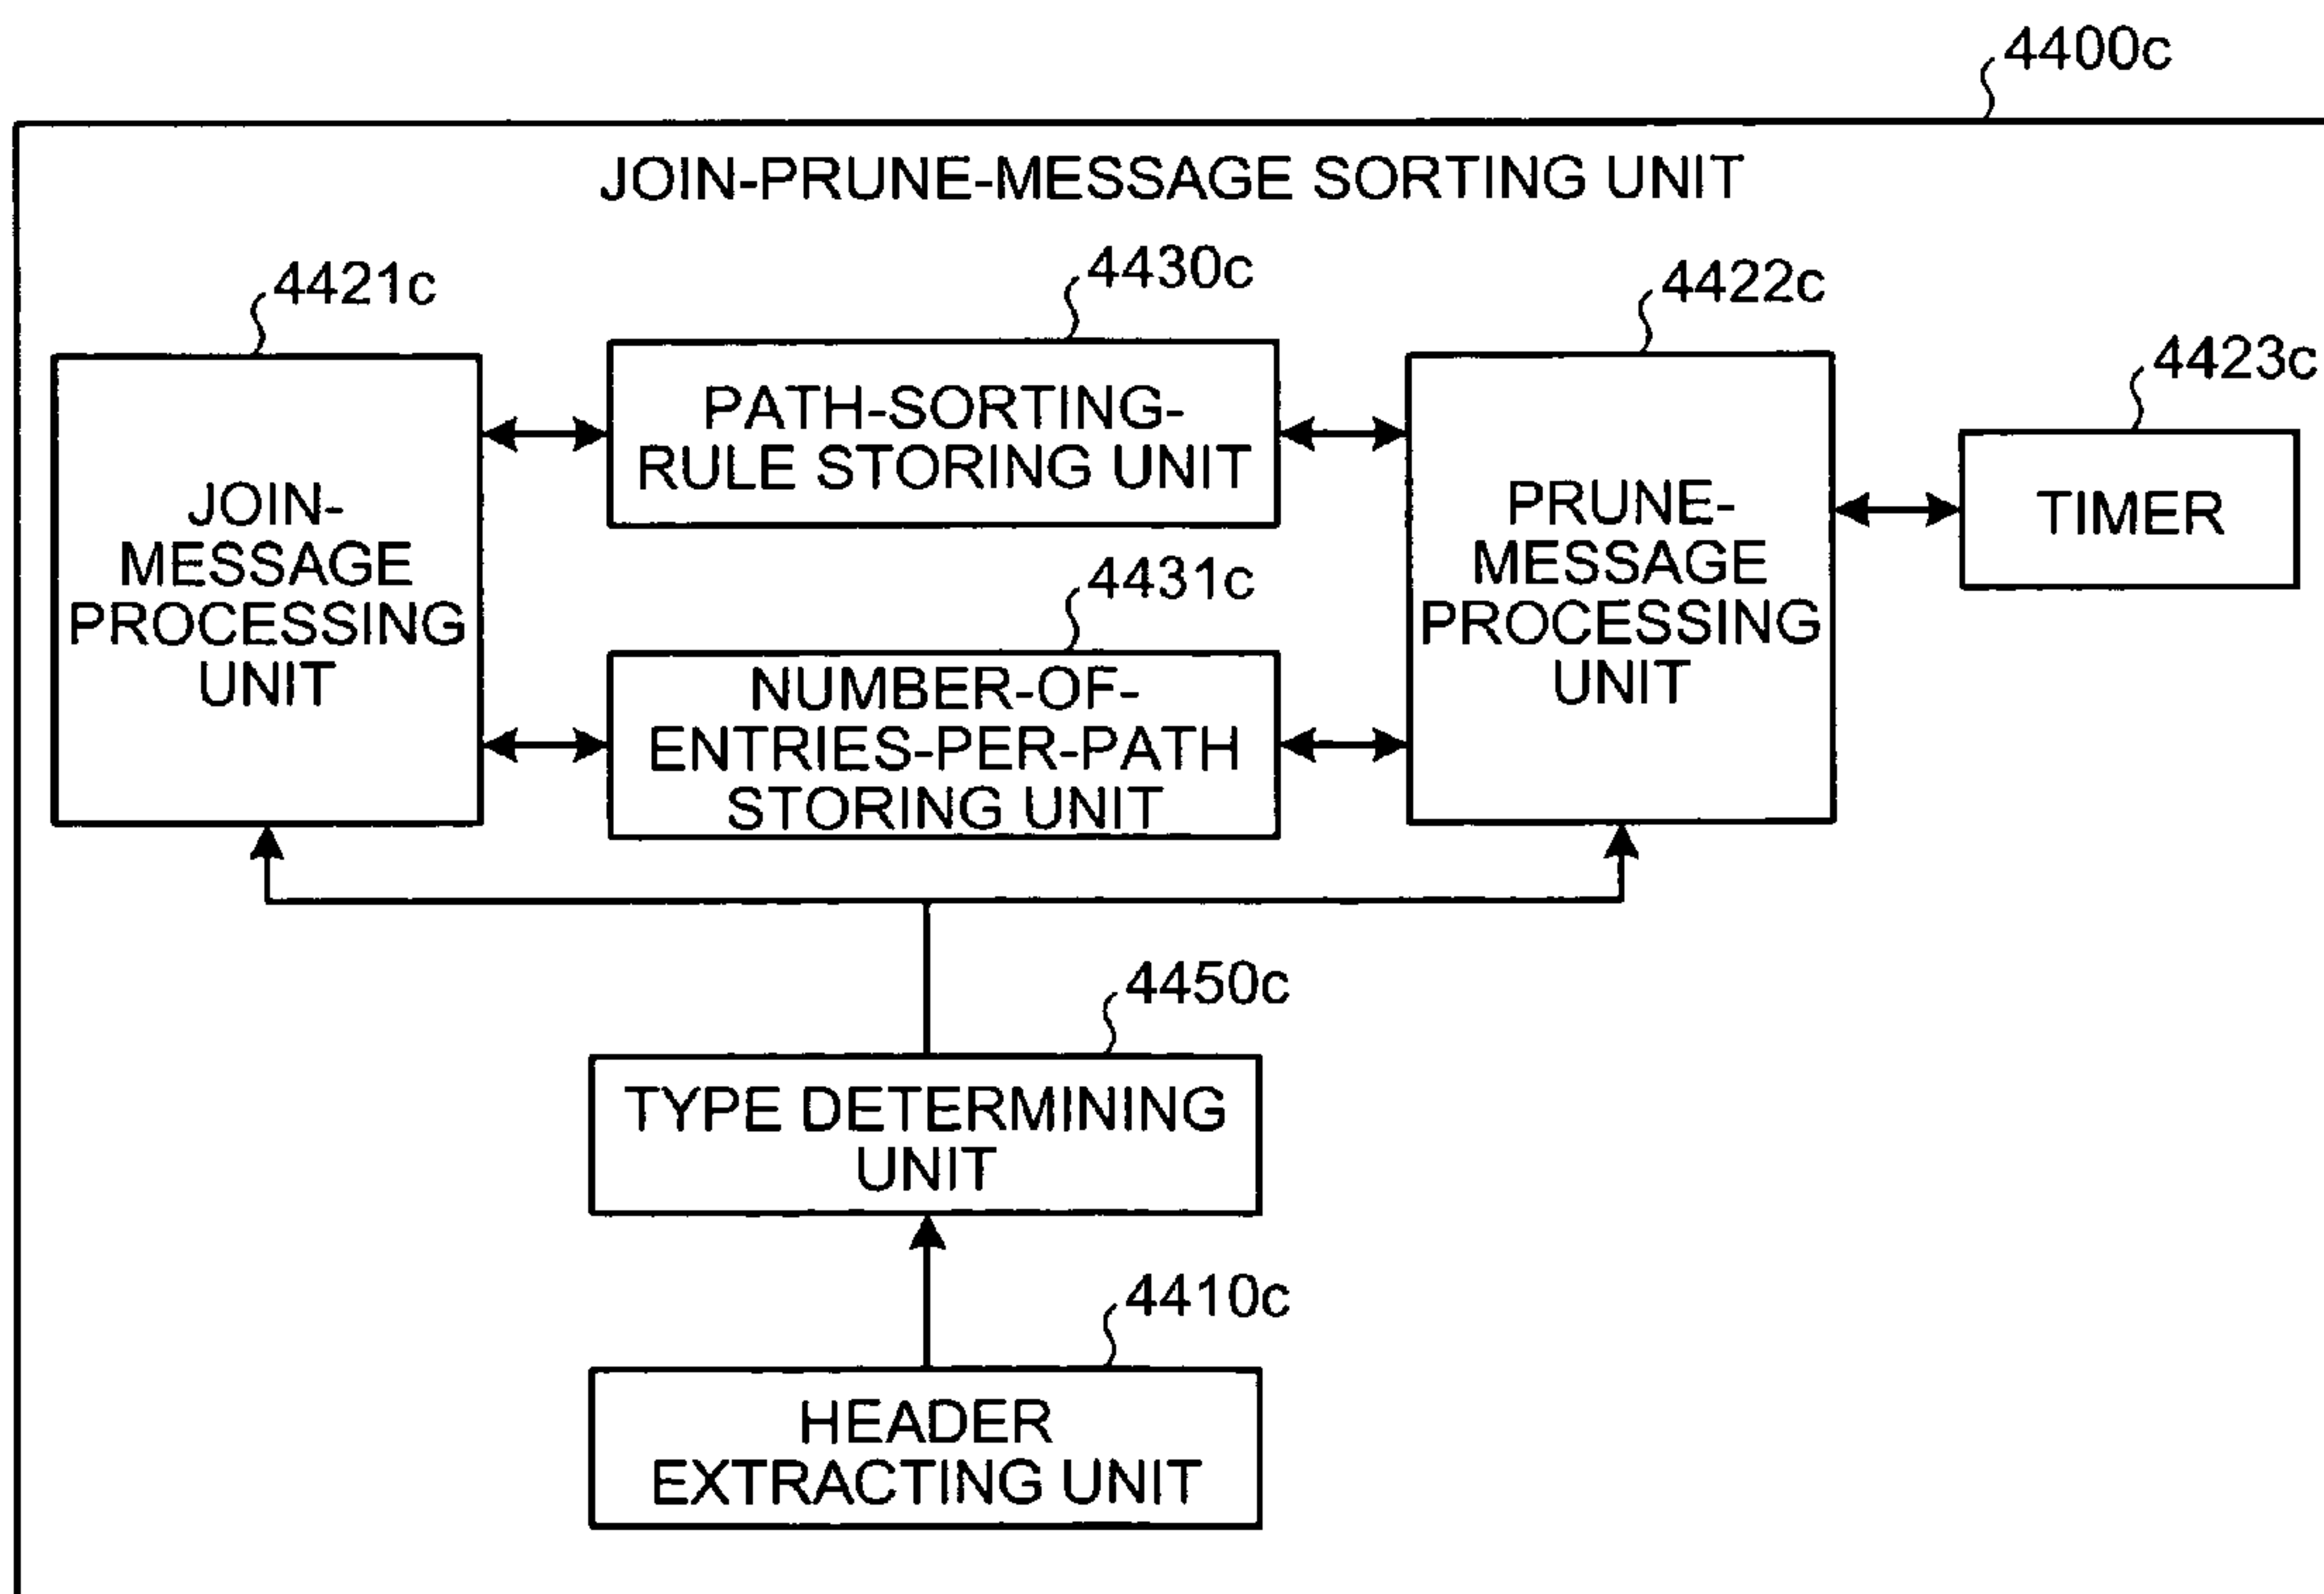 4400c
JOIN-PRUNE-MESSAGE SORTING UNIT
4421c
JOIN-
MESSAGE
PROCESSING
UNIT
4430c
PATH-SORTING-
RULE STORING UNIT
4431c
NUMBER-OF-
ENTRIES-PER-PATH
STORING UNIT
4422c
PRUNE-
MESSAGE
PROCESSING
UNIT
4423c
TIMER
4450c
TYPE DETERMINING
UNIT
4410c
HEADER
EXTRACTING UNIT